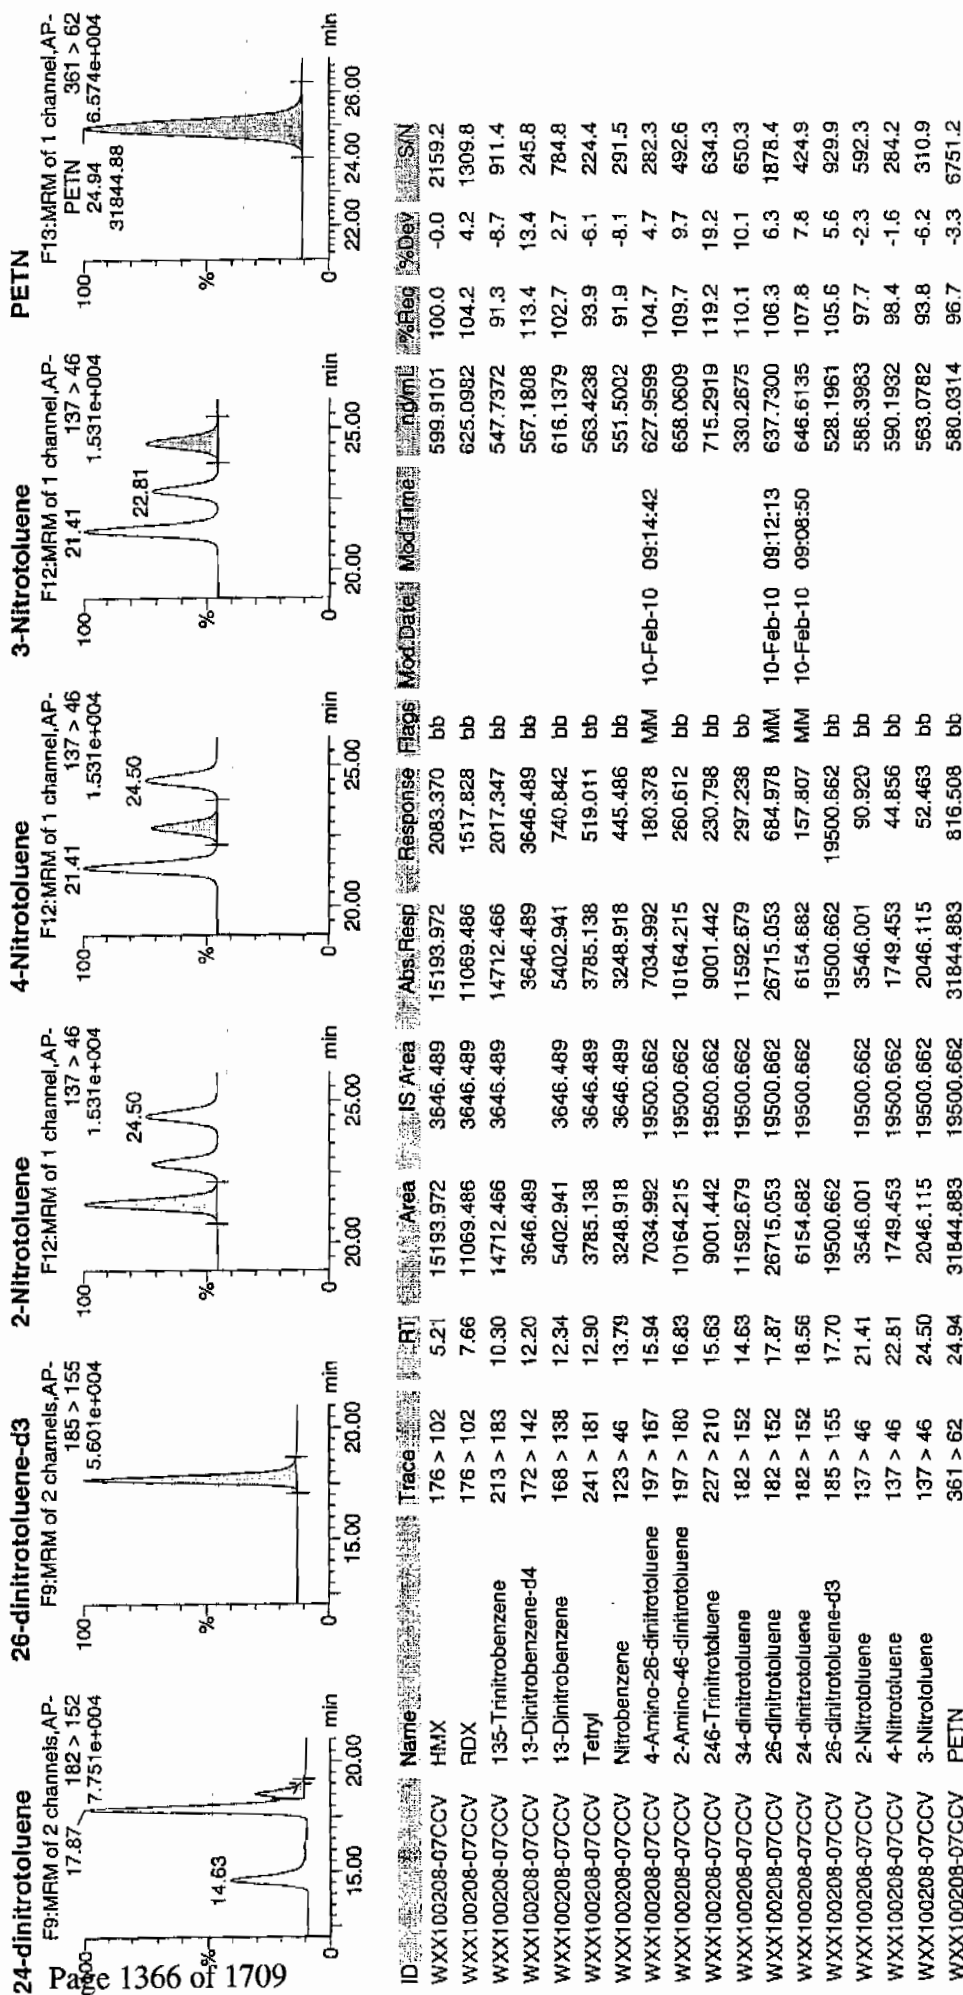 24-dinitrotoluene
F9:MRM of 2 channels,AP-
182 > 152
7.751e+004
17.87
14.63
100
%
0
15.00
20.00
min
26-dinitrotoluene-d3
F9:MRM of 2 channels,AP-
185 > 155
5.601e+004
100
%
0
15.00
20.00
min
2-Nitrotoluene
F12:MRM of 1 channel,AP-
137 > 46
1.531e+004
24.50
100
%
0
20.00
25.00
min
4-Nitrotoluene
F12:MRM of 1 channel,AP-
21.41
137 > 46
1.531e+004
24.50
100
%
0
20.00
25.00
min
3-Nitrotoluene
F12:MRM of 1 channel,AP-
21.41
137 > 46
1.531e+004
22.81
100
%
0
20.00
25.00
min
PETN
F13:MRM of 1 channel,AP-
PETN
24.94
31844.88
361 > 62
6.574e+004
100
%
0
22.00
24.00
26.00
min
ID Name Trace RT Area IS Area Abs.Resp Response Flags Mod.Date Mod.Time ng/mL %Rec %Dev S/N
WXX100208-07CCV HMX 176 > 102 5.21 15193.972 3646.489 15193.972 2083.370 bb 599.9101 100.0 -0.0 2159.2
WXX100208-07CCV RDX 176 > 102 7.66 11069.486 3646.489 11069.486 1517.828 bb 625.0982 104.2 4.2 1309.8
WXX100208-07CCV 135-Trinitrobenzene 213 > 183 10.30 14712.466 3646.489 14712.466 2017.347 bb 547.7372 91.3 -8.7 911.4
WXX100208-07CCV 13-Dinitrobenzene-d4 172 > 142 12.20 3646.489 3646.489 3646.489 bb 567.1808 113.4 13.4 245.8
WXX100208-07CCV 13-Dinitrobenzene 168 > 138 12.34 5402.941 3646.489 5402.941 740.842 bb 616.1379 102.7 2.7 784.8
WXX100208-07CCV Tetryl 241 > 181 12.90 3785.138 3646.489 3785.138 519.011 bb 563.4238 93.9 -6.1 224.4
WXX100208-07CCV Nitrobenzene 123 > 46 13.79 3248.918 3646.489 3248.918 445.486 bb 551.5002 91.9 -8.1 291.5
WXX100208-07CCV 4-Amino-26-dinitrotoluene 197 > 167 15.94 7034.992 19500.662 7034.992 180.378 MM 10-Feb-10 09:14:42 627.9599 104.7 4.7 282.3
WXX100208-07CCV 2-Amino-46-dinitrotoluene 197 > 180 16.83 10164.215 19500.662 10164.215 260.612 bb 658.0609 109.7 9.7 492.6
WXX100208-07CCV 246-Trinitrotoluene 227 > 210 15.63 9001.442 19500.662 9001.442 230.798 bb 715.2919 119.2 19.2 634.3
WXX100208-07CCV 34-dinitrotoluene 182 > 152 14.63 11592.679 19500.662 11592.679 297.238 bb 330.2675 110.1 10.1 650.3
WXX100208-07CCV 26-dinitrotoluene 182 > 152 17.87 26715.053 19500.662 26715.053 684.978 MM 10-Feb-10 09:12:13 637.7300 106.3 6.3 1878.4
WXX100208-07CCV 24-dinitrotoluene 182 > 152 18.56 6154.682 19500.662 6154.682 157.807 MM 10-Feb-10 09:08:50 646.6135 107.8 7.8 424.9
WXX100208-07CCV 26-dinitrotoluene-d3 185 > 155 17.70 19500.662 19500.662 19500.662 bb 528.1961 105.6 5.6 929.9
WXX100208-07CCV 2-Nitrotoluene 137 > 46 21.41 3546.001 19500.662 3546.001 90.920 bb 586.3983 97.7 -2.3 592.3
WXX100208-07CCV 4-Nitrotoluene 137 > 46 22.81 1749.453 19500.662 1749.453 44.856 bb 590.1932 98.4 -1.6 284.2
WXX100208-07CCV 3-Nitrotoluene 137 > 46 24.50 2046.115 19500.662 2046.115 52.463 bb 563.0782 93.8 -6.2 310.9
WXX100208-07CCV PETN 361 > 62 24.94 31844.883 19500.662 31844.883 816.508 bb 580.0314 96.7 -3.3 6751.2
Page 1366 of 1709